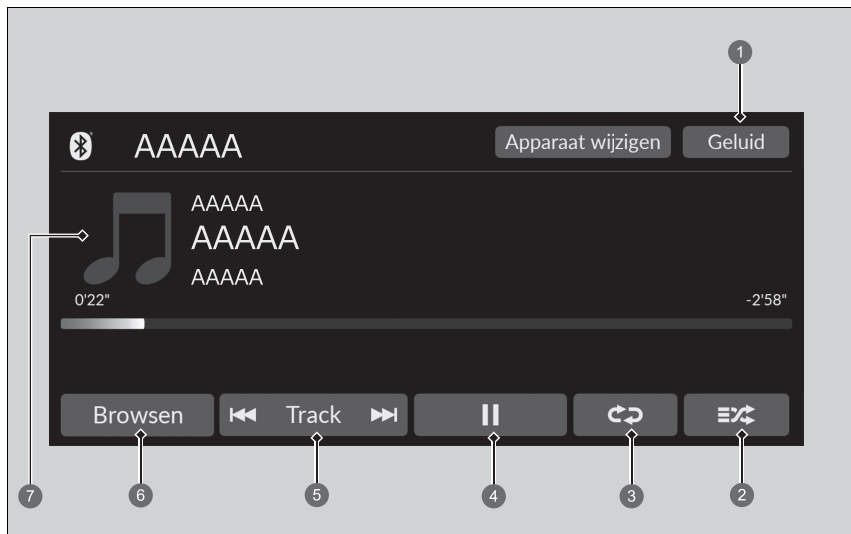 1
AAAAA
Apparaat wijzigen
Geluid
AAAAA
7
AAAAA
AAAAA
0'22"
-2'58"
Browsen
Track
6
5
4
3
2